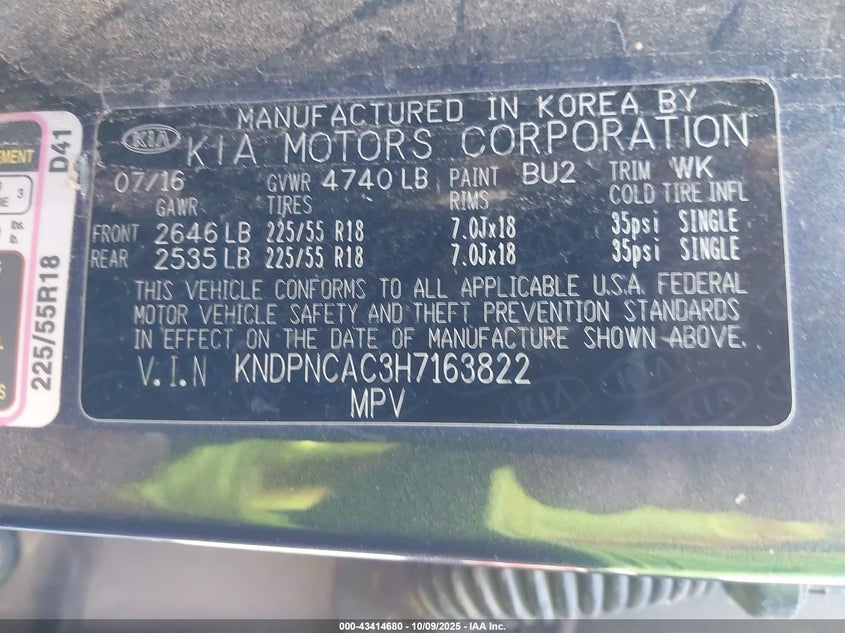 MANUFACTURED IN KOREA BY
KIA KIA MOTORS CORPORATION
07/16 GVWR 4740 LB PAINT BU2 TRIM WK
GAWR TIRES RIMS COLD TIRE INFL
FRONT 2646 LB 225/55 R18 7.0Jx18 35psi SINGLE
REAR 2535 LB 225/55 R18 7.0Jx18 35psi SINGLE
THIS VEHICLE CONFORMS TO ALL APPLICABLE U.S.A. FEDERAL
MOTOR VEHICLE SAFETY AND THEFT PREVENTION STANDARDS
IN EFFECT ON THE DATE OF MANUFACTURE SHOWN ABOVE.
V.I.N KNDPNCAC3H7163822
MPV
225/55R18 D41
3
lbs.
000-43414680 - 10/09/2025 - IAA Inc.